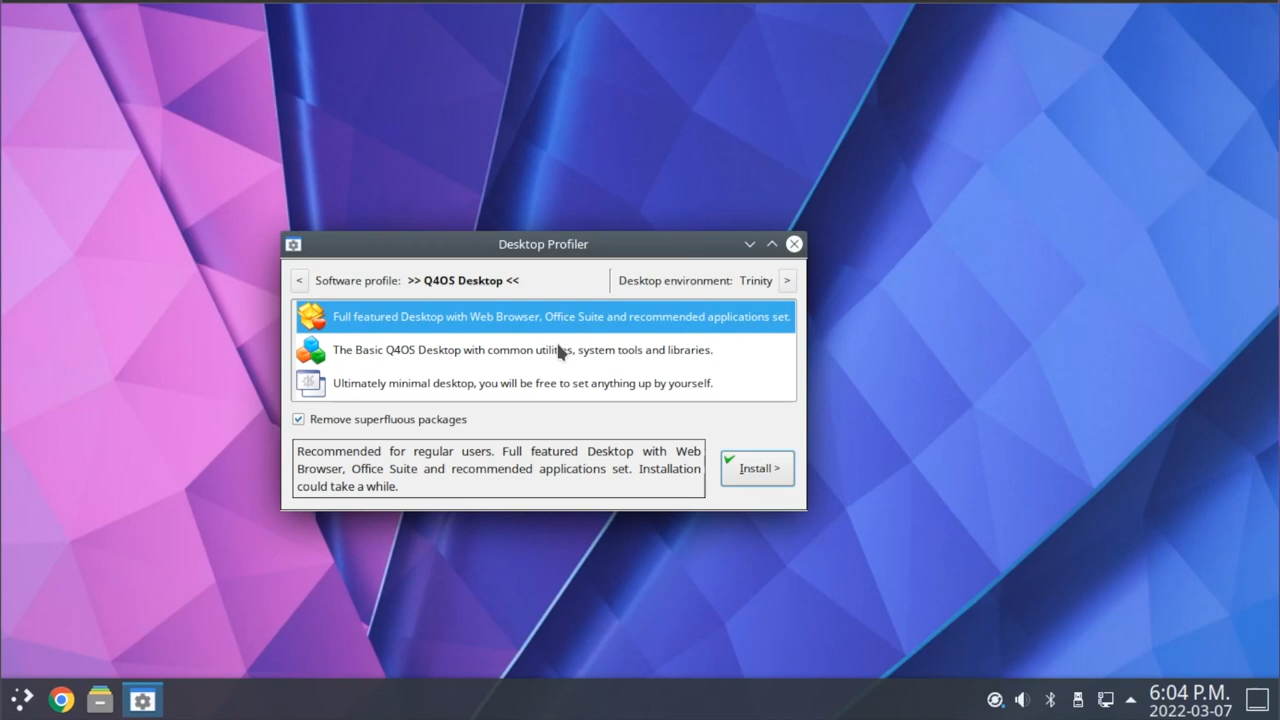 Desktop Profiler
< Software profile: >> Q4OS Desktop << Desktop environment: Trinity >
Full featured Desktop with Web Browser, Office Suite and recommended applications set.
The Basic Q4OS Desktop with common utilities, system tools and libraries.
Ultimately minimal desktop, you will be free to set anything up by yourself.
Remove superfluous packages
Recommended for regular users. Full featured Desktop with Web
Browser, Office Suite and recommended applications set. Installation
could take a while.
Install >
6:04 P.M.
2022-03-07